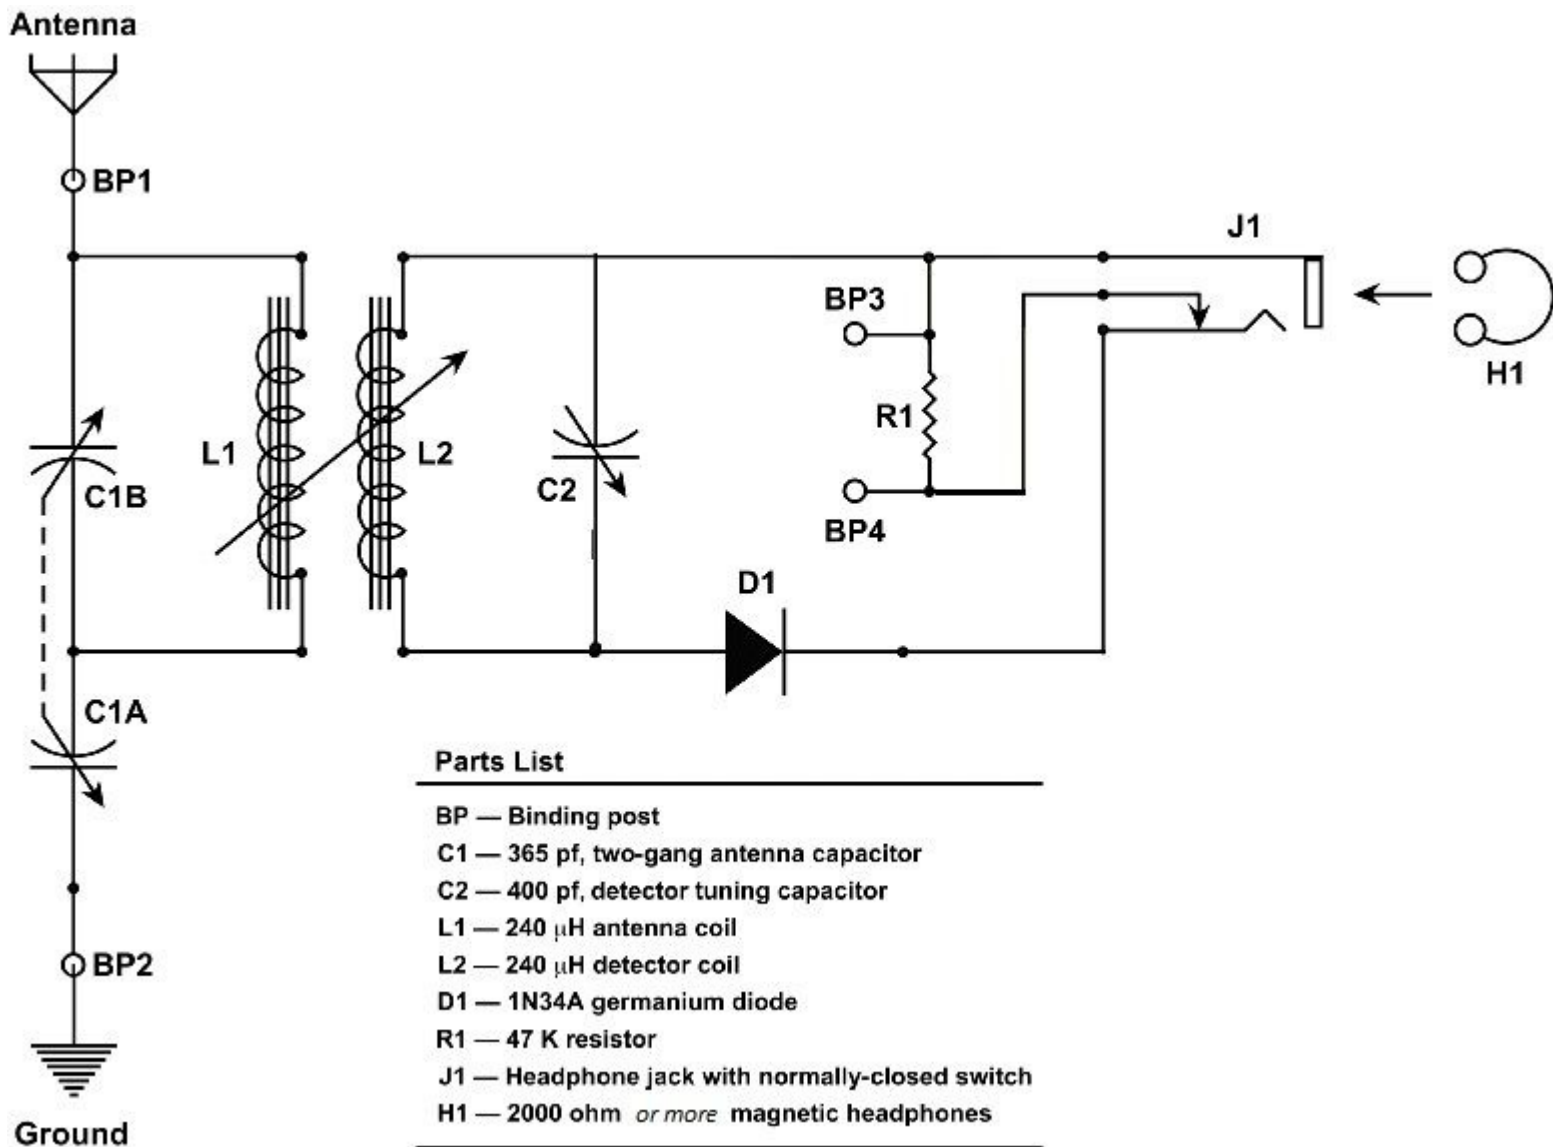 Antenna
BP1
J1
BP3
H1
R1
L1
L2
C2
C1B
BP4
D1
C1A
Parts List
BP — Binding post
C1 — 365 pf, two-gang antenna capacitor
C2 — 400 pf, detector tuning capacitor
L1 — 240 μH antenna coil
L2 — 240 μH detector coil
D1 — 1N34A germanium diode
R1 — 47 K resistor
J1 — Headphone jack with normally-closed switch
H1 — 2000 ohm or more magnetic headphones
BP2
Ground